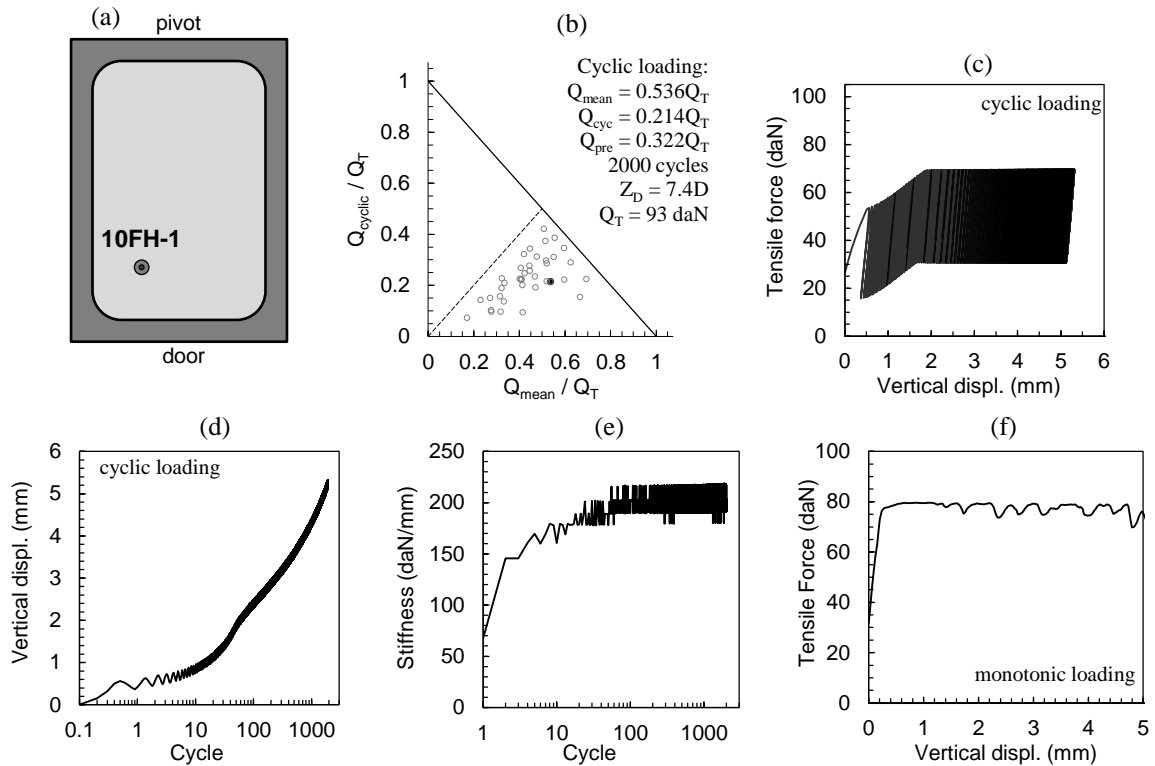 (a)
pivot
10FH-1
door
(b)
Cyclic loading:
Q_mean = 0.536Q_T
Q_cyc = 0.214Q_T
Q_pre = 0.322Q_T
2000 cycles
Z_D = 7.4D
Q_T = 93 daN
Q_cyclic / Q_T
1
0.8
0.6
0.4
0.2
0
0 0.2 0.4 0.6 0.8 1
Q_mean / Q_T
(c)
cyclic loading
Tensile force (daN)
100
80
60
40
20
0
0 1 2 3 4 5 6
Vertical displ. (mm)
(d)
cyclic loading
Vertical displ. (mm)
6
5
4
3
2
1
0
0.1 1 10 100 1000
Cycle
(e)
Stiffness (daN/mm)
250
200
150
100
50
0
1 10 100 1000
Cycle
(f)
Tensile Force (daN)
100
80
60
40
20
0
monotonic loading
0 1 2 3 4 5
Vertical displ. (mm)